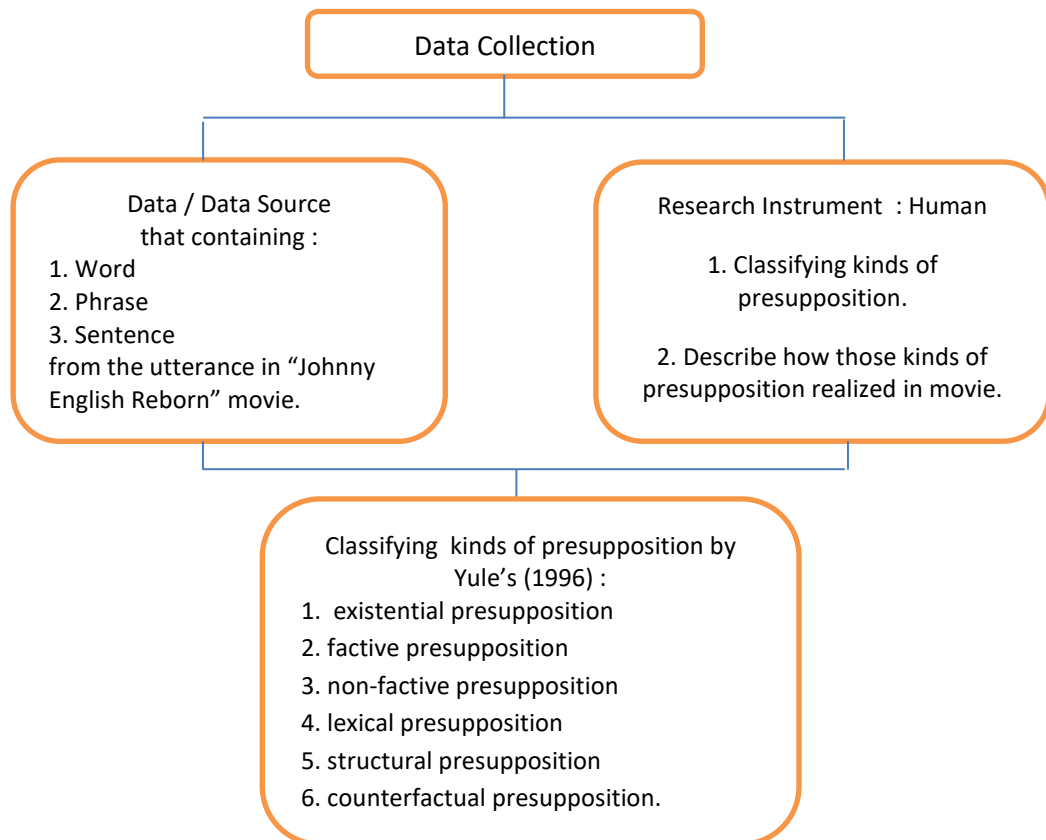 Data Collection
Data / Data Source
that containing :
1. Word
2. Phrase
3. Sentence
from the utterance in “Johnny
English Reborn” movie.
Research Instrument : Human
1. Classifying kinds of
presupposition.
2. Describe how those kinds of
presupposition realized in movie.
Classifying kinds of presupposition by
Yule’s (1996) :
1. existential presupposition
2. factive presupposition
3. non-factive presupposition
4. lexical presupposition
5. structural presupposition
6. counterfactual presupposition.